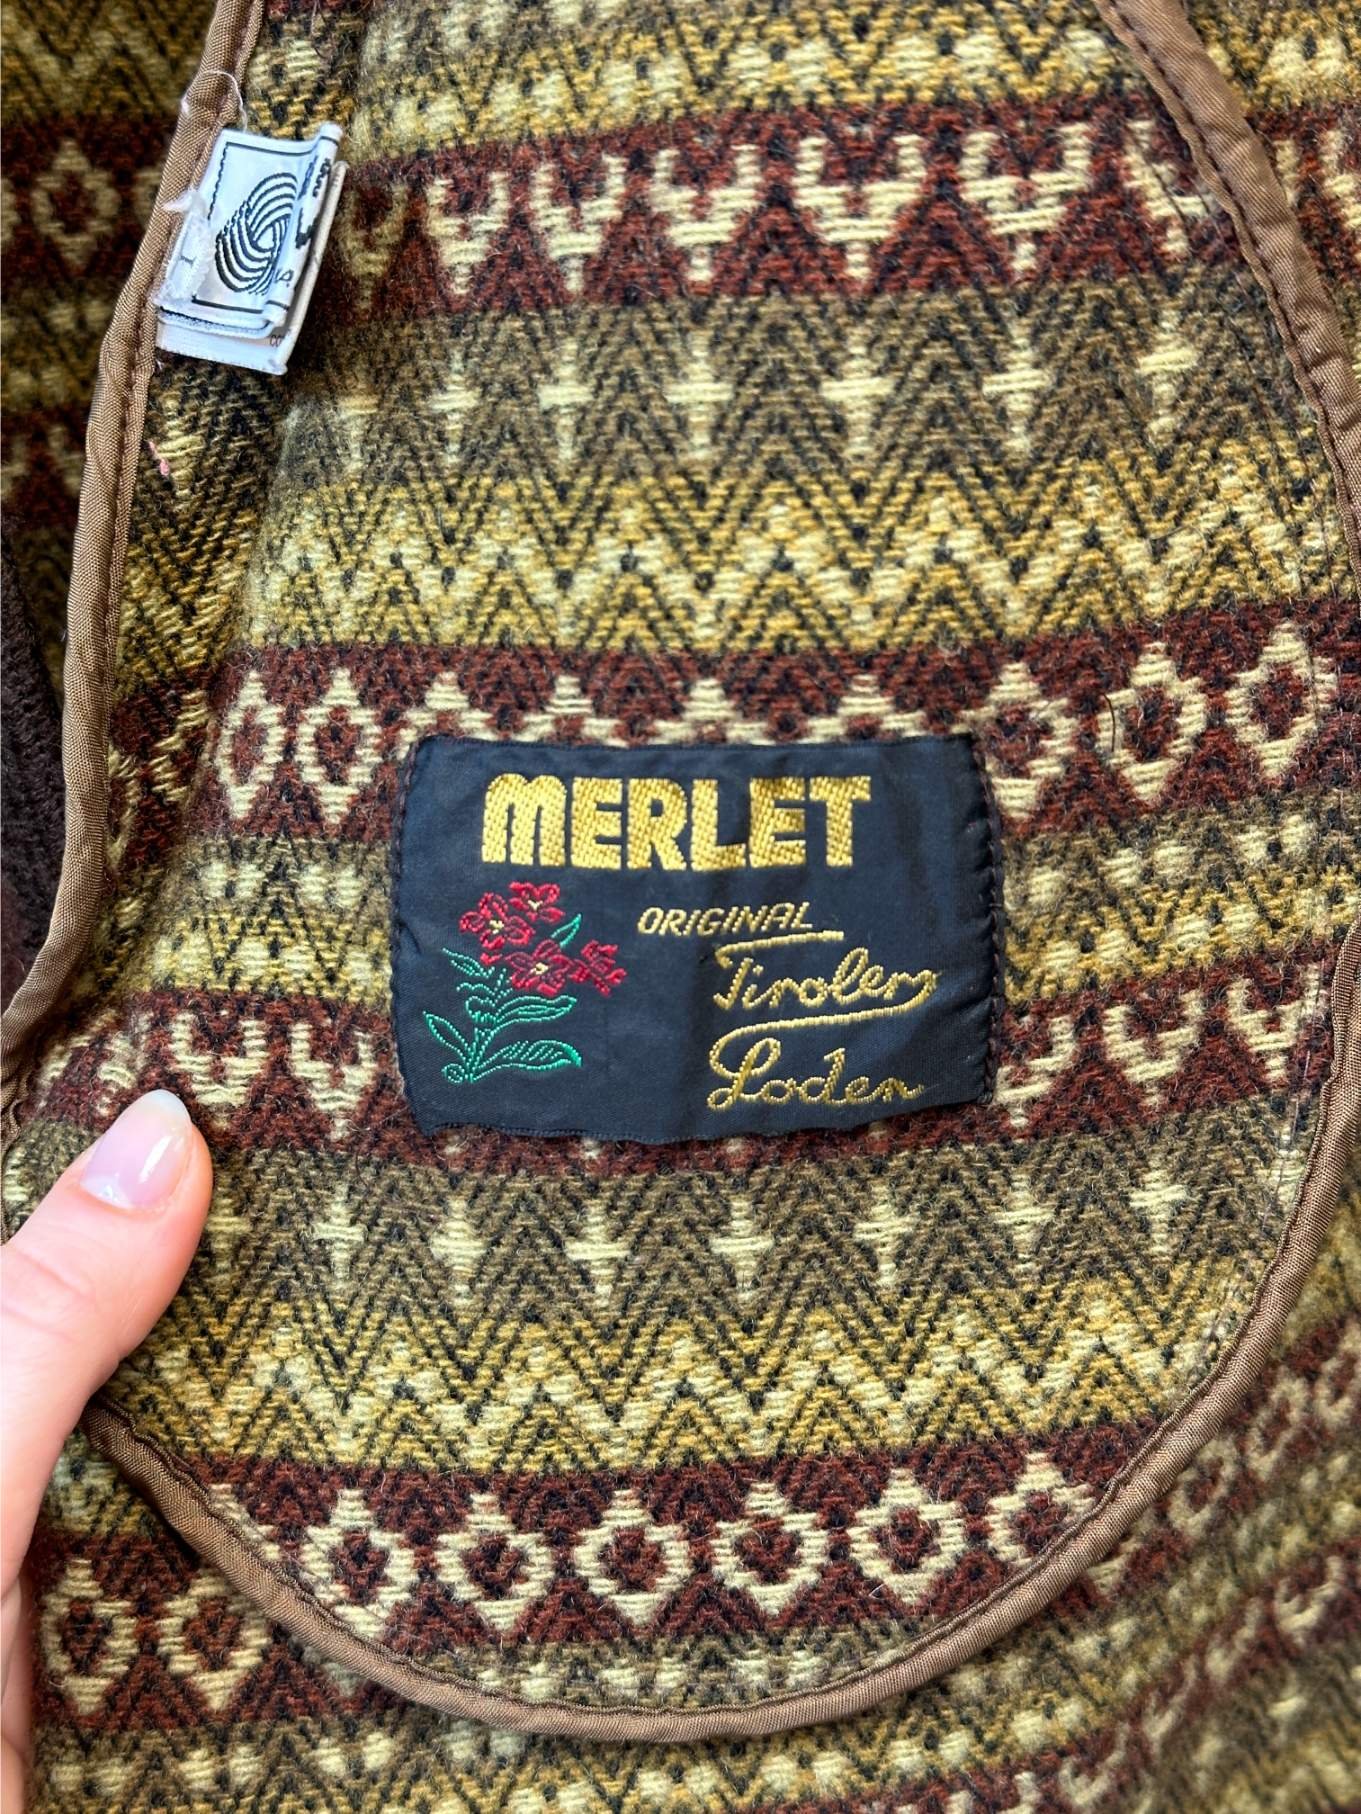 MERLET
ORIGINAL
Tiroler
Loden